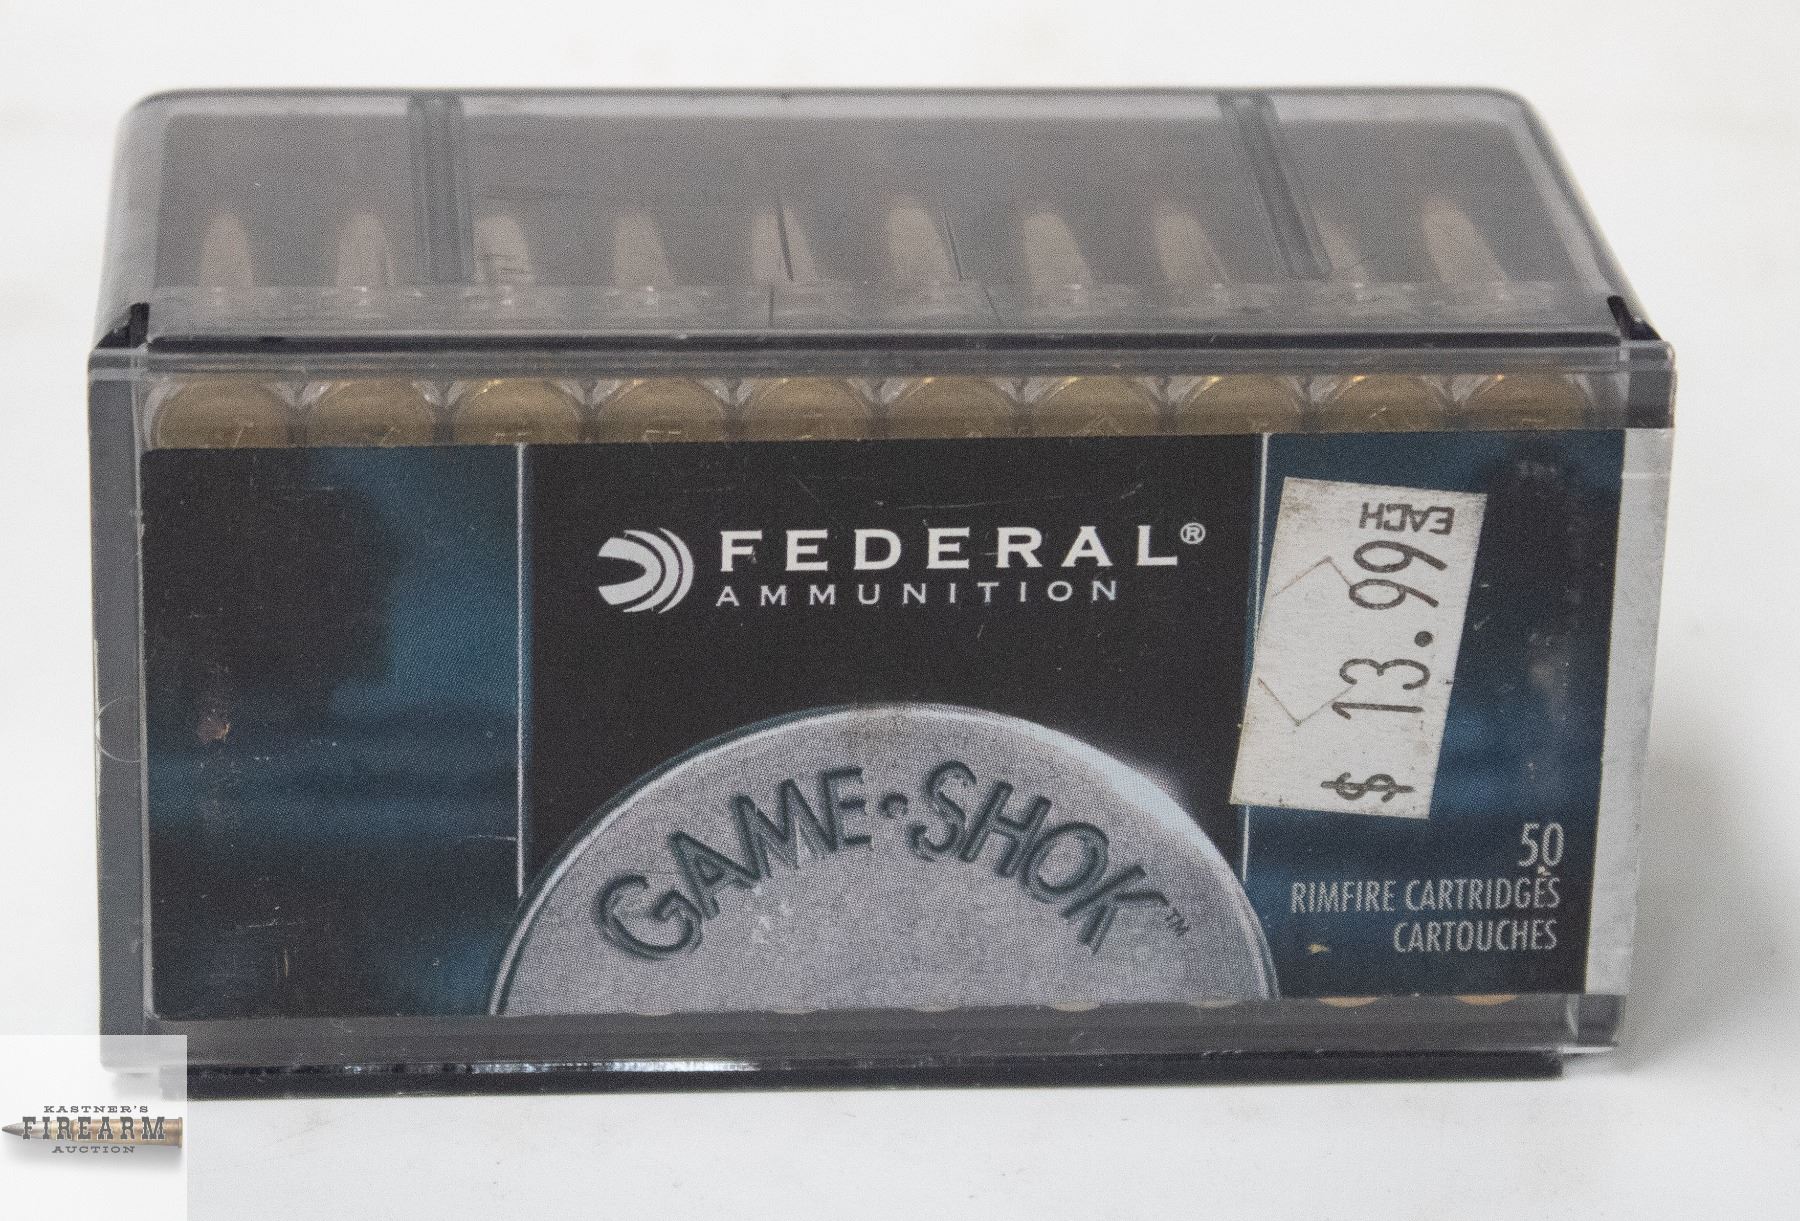 FEDERAL®
AMMUNITION
EACH
$ 13.99
GAME·SHOK™
50
RIMFIRE CARTRIDGES
CARTOUCHES
KASTNER'S
FIREARM
AUCTION